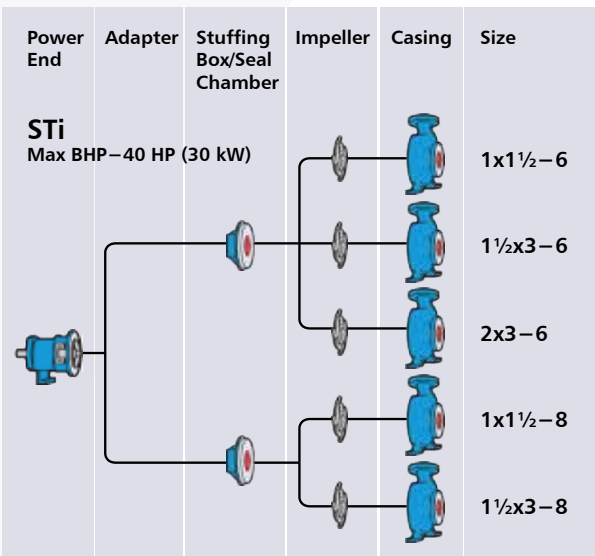 Power End
Adapter
Stuffing Box/Seal Chamber
Impeller
Casing
Size
STi
Max BHP–40 HP (30 kW)
1x1½–6
1½x3–6
2x3–6
1x1½–8
1½x3–8